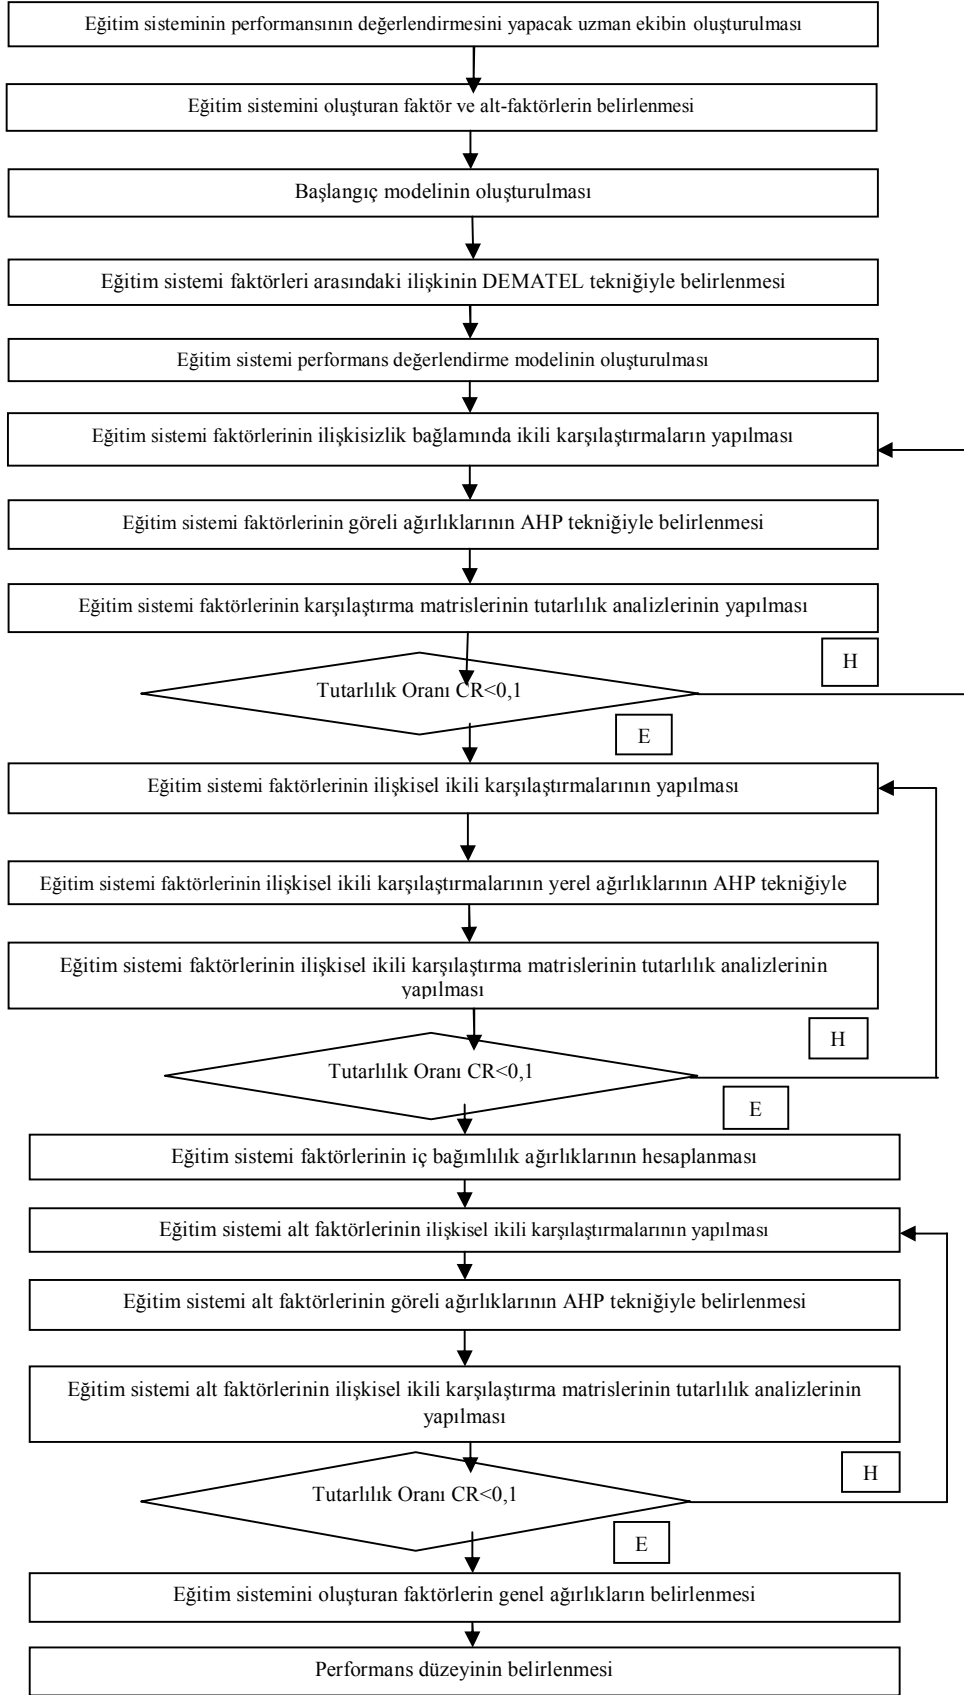 Eğitim sisteminin performansının değerlendirmesini yapacak uzman ekibin oluşturulması
Eğitim sistemini oluşturan faktör ve alt-faktörlerin belirlenmesi
Başlangıç modelinin oluşturulması
Eğitim sistemi faktörleri arasındaki ilişkinin DEMATEL tekniğiyle belirlenmesi
Eğitim sistemi performans değerlendirme modelinin oluşturulması
Eğitim sistemi faktörlerinin ilişkisizlik bağlamında ikili karşılaştırmaların yapılması
Eğitim sistemi faktörlerinin göreli ağırlıklarının AHP tekniğiyle belirlenmesi
Eğitim sistemi faktörlerinin karşılaştırma matrislerinin tutarlılık analizlerinin yapılması
H
Tutarlılık Oranı CR<0,1
E
Eğitim sistemi faktörlerinin ilişkisel ikili karşılaştırmalarının yapılması
Eğitim sistemi faktörlerinin ilişkisel ikili karşılaştırmalarının yerel ağırlıklarının AHP tekniğiyle
Eğitim sistemi faktörlerinin ilişkisel ikili karşılaştırma matrislerinin tutarlılık analizlerinin
yapılması
H
Tutarlılık Oranı CR<0,1
E
Eğitim sistemi faktörlerinin iç bağımlılık ağırlıklarının hesaplanması
Eğitim sistemi alt faktörlerinin ilişkisel ikili karşılaştırmalarının yapılması
Eğitim sistemi alt faktörlerinin göreli ağırlıklarının AHP tekniğiyle belirlenmesi
Eğitim sistemi alt faktörlerinin ilişkisel ikili karşılaştırma matrislerinin tutarlılık analizlerinin
yapılması
H
Tutarlılık Oranı CR<0,1
E
Eğitim sistemini oluşturan faktörlerin genel ağırlıkların belirlenmesi
Performans düzeyinin belirlenmesi